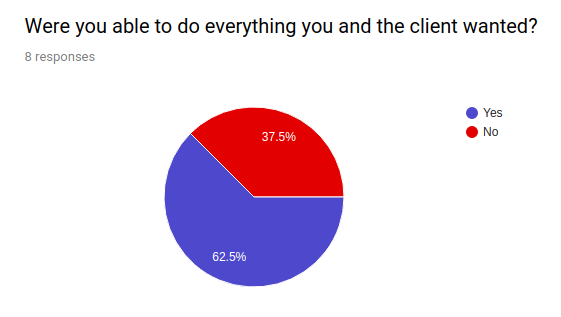 Were you able to do everything you and the client wanted?
8 responses
Yes
No
37.5%
62.5%